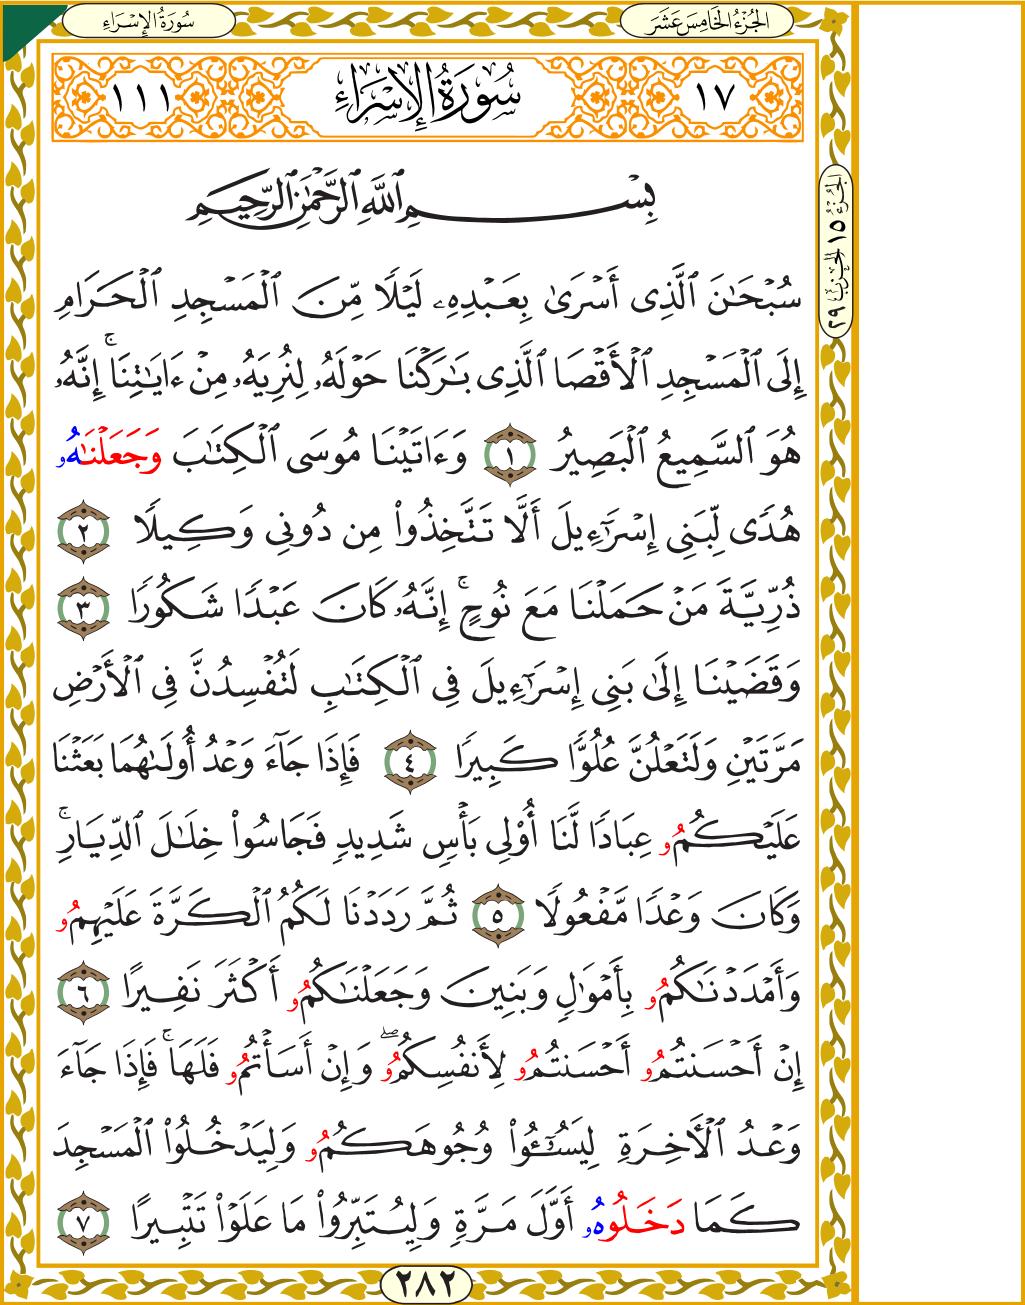 سُورَةُ الإِسْرَاءِ
الجُزْءُ الخَامِسَ عَشَرَ
١٧
سُورَةُ الإِسْرَاءِ
١١١
بِسْمِ ٱللَّهِ ٱلرَّحْمَٰنِ ٱلرَّحِيمِ
سُبْحَٰنَ ٱلَّذِى أَسْرَىٰ بِعَبْدِهِۦ لَيْلًا مِّنَ ٱلْمَسْجِدِ ٱلْحَرَامِ
إِلَى ٱلْمَسْجِدِ ٱلْأَقْصَا ٱلَّذِى بَٰرَكْنَا حَوْلَهُۥ لِنُرِيَهُۥ مِنْ ءَايَٰتِنَآ ۚ إِنَّهُۥ
هُوَ ٱلسَّمِيعُ ٱلْبَصِيرُ ١ وَءَاتَيْنَا مُوسَى ٱلْكِتَٰبَ وَجَعَلْنَٰهُۥ
هُدًى لِّبَنِى إِسْرَٰٓءِيلَ أَلَّا تَتَّخِذُوا۟ مِن دُونِى وَكِيلًا ٢
ذُرِّيَّةَ مَنْ حَمَلْنَا مَعَ نُوحٍ ۚ إِنَّهُۥ كَانَ عَبْدًا شَكُورًا ٣
وَقَضَيْنَا إِلَىٰ بَنِى إِسْرَٰٓءِيلَ فِى ٱلْكِتَٰبِ لَتُفْسِدُنَّ فِى ٱلْأَرْضِ
مَرَّتَيْنِ وَلَتَعْلُنَّ عُلُوًّا كَبِيرًا ٤ فَإِذَا جَآءَ وَعْدُ أُولَىٰهُمَا بَعَثْنَا
عَلَيْكُمُۥ عِبَادًا لَّنَا أُو۟لِى بَأْسٍ شَدِيدٍ فَجَاسُوا۟ خِلَٰلَ ٱلدِّيَارِ ۚ
وَكَانَ وَعْدًا مَّفْعُولًا ٥ ثُمَّ رَدَدْنَا لَكُمُ ٱلْكَرَّةَ عَلَيْهِمُۥ
وَأَمْدَدْنَٰكُمُۥ بِأَمْوَٰلٍ وَبَنِينَ وَجَعَلْنَٰكُمُۥ أَكْثَرَ نَفِيرًا ٦
إِنْ أَحْسَنتُمُۥ أَحْسَنتُمُۥ لِأَنفُسِكُمُۥ ۖ وَإِنْ أَسَأْتُمُۥ فَلَهَا ۚ فَإِذَا جَآءَ
وَعْدُ ٱلْأَخِرَةِ لِيَسُـۥٓـُٔوا۟ وُجُوهَكُمُۥ وَلِيَدْخُلُوا۟ ٱلْمَسْجِدَ
كَمَا دَخَلُوهُۥ أَوَّلَ مَرَّةٍ وَلِيُتَبِّرُوا۟ مَا عَلَوْا۟ تَتْبِيرًا ٧
٢٨٢
الجُزْءُ ١٥ الحِزْبُ ٢٩